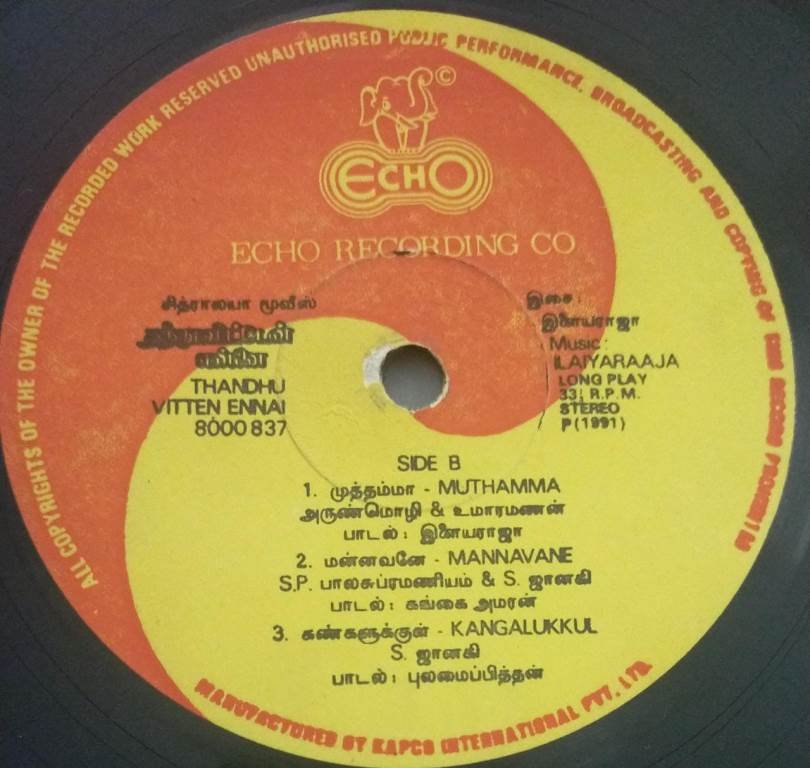 ALL COPYRIGHTS OF THE OWNER OF THE RECORDED WORK RESERVED UNAUTHORISED PUBLIC PERFORMANCE, BROADCASTING AND COPYING OF THIS RECORD PROHIBITED
©
ECHO
ECHO RECORDING CO
சித்ராலயா மூவீஸ்
தந்துவிட்டேன்
என்னை
THANDHU
VITTEN ENNAI
8000837
இசை:
இளையராஜா
Music:
ILAIYARAAJA
LONG PLAY
33⅓ R.P.M.
STEREO
P(1991)
SIDE B
1. முத்தம்மா - MUTHAMMA
அருண்மொழி & உமாரமணன்
பாடல்: இளையராஜா
2. மன்னவனே - MANNAVANE
S.P. பாலசுப்ரமணியம் & S. ஜானகி
பாடல்: கங்கை அமரன்
3. கண்களுக்குள் - KANGALUKKUL
S. ஜானகி
பாடல்: புலமைப்பித்தன்
MANUFACTURED BY KAPCO INTERNATIONAL PVT. LTD.